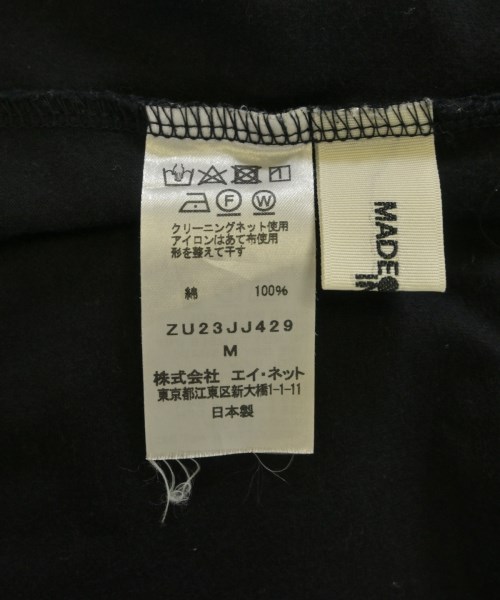 F W
クリーニングネット使用
アイロンはあて布使用
形を整えて干す
綿 100%
ZU23JJ429
M
株式会社 エイ・ネット
東京都江東区新大橋1-1-11
日本製
MADE
IN